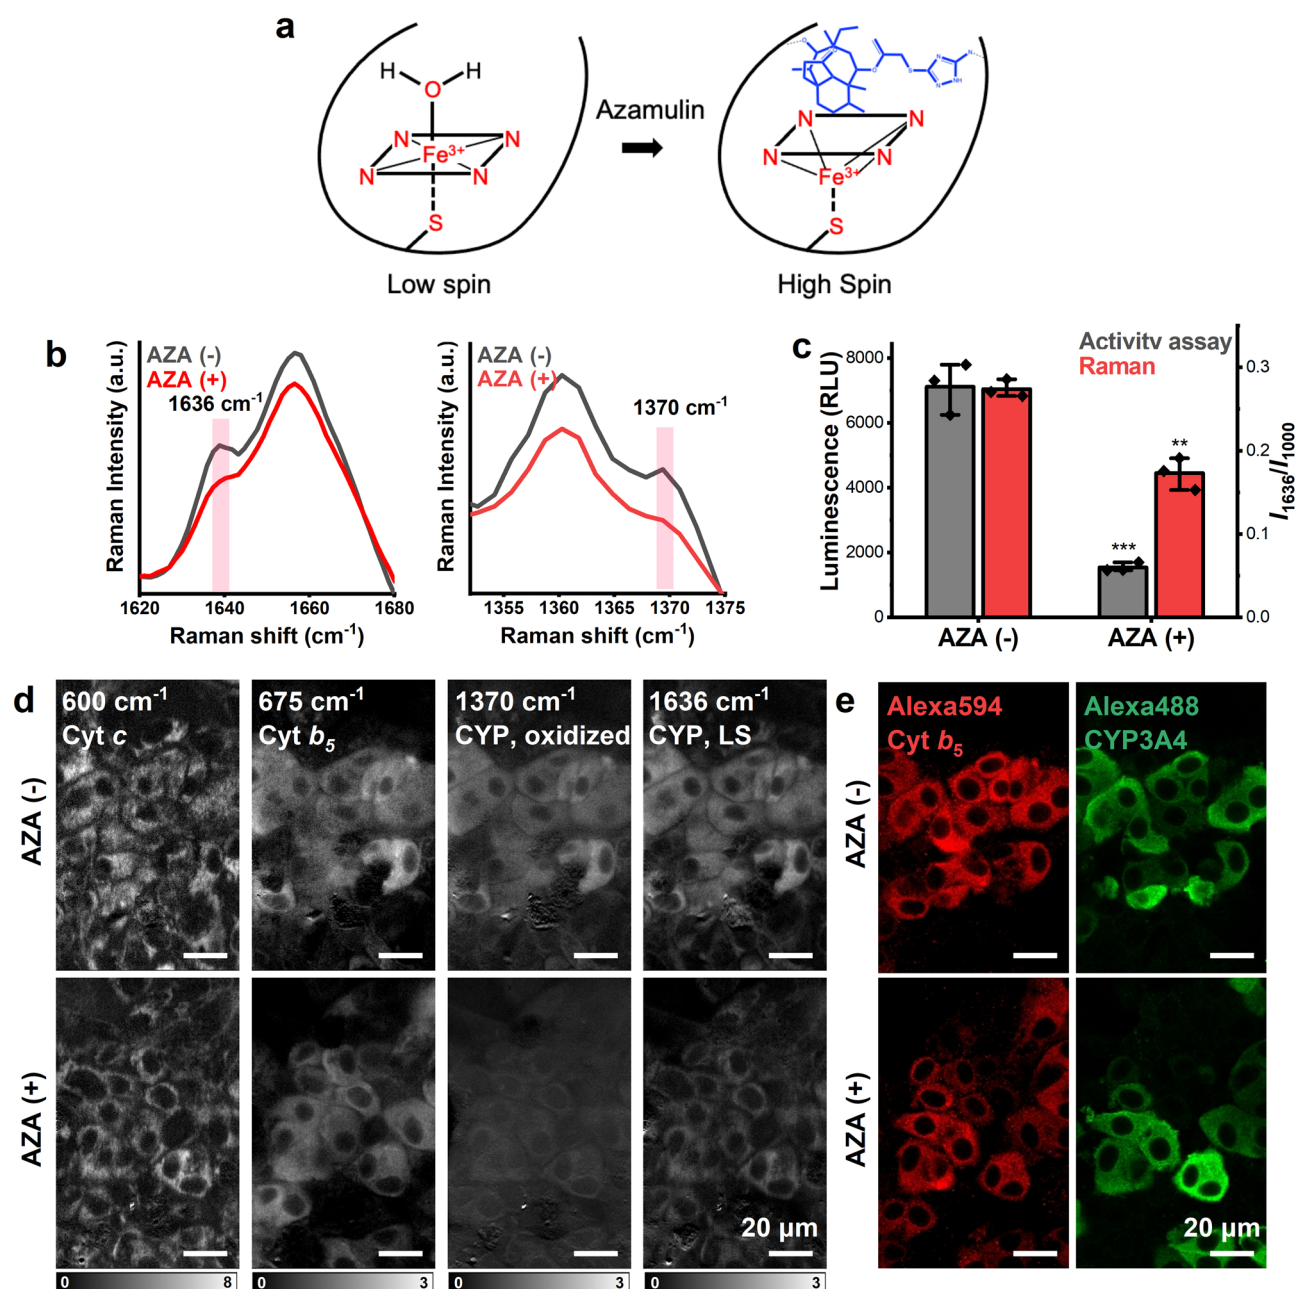 a
H
H
O
N
N
Fe3+
N
N
S
Low spin
Azamulin
N
N
N
N
Fe3+
S
High Spin
b
Raman Intensity (a.u.)
AZA (-)
AZA (+)
1636 cm-1
1620
1640
1660
1680
Raman shift (cm-1)
Raman Intensity (a.u.)
AZA (-)
AZA (+)
1370 cm-1
1355
1360
1365
1370
1375
Raman shift (cm-1)
c
Activity assay
Raman
Luminescence (RLU)
8000
6000
4000
2000
0
***
**
0.3
0.2
0.1
0.0
I1636/I1000
AZA (-)
AZA (+)
d
600 cm-1
Cyt c
675 cm-1
Cyt b5
1370 cm-1
CYP, oxidized
1636 cm-1
CYP, LS
AZA (-)
AZA (+)
20 µm
0
8
0
3
0
3
0
3
e
Alexa594
Cyt b5
Alexa488
CYP3A4
AZA (-)
AZA (+)
20 µm